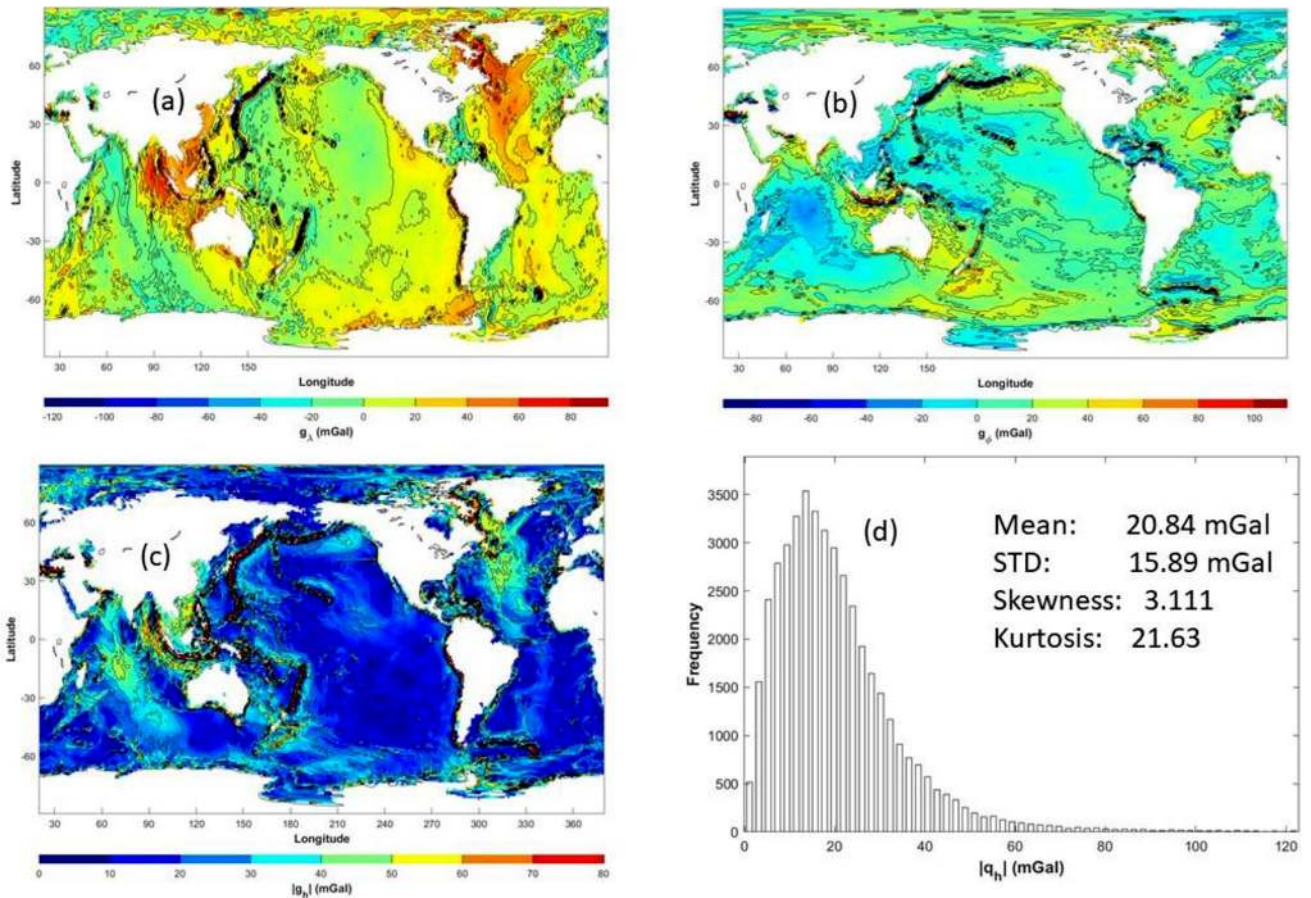 (a)
Latitude
60
30
0
-30
-60
30 60 90 120 150
Longitude
-120 -100 -80 -60 -40 -20 0 20 40 60 80
g_λ (mGal)
(b)
Latitude
60
30
0
-30
-60
30 60 90 120 150
Longitude
-80 -60 -40 -20 0 20 40 60 80 100
g_ϕ (mGal)
(c)
Latitude
60
30
0
-30
-60
30 60 90 120 150 180 210 240 270 300 330 360
Longitude
0 10 20 30 40 50 60 70 80
|g_h| (mGal)
(d)
Mean: 20.84 mGal
STD: 15.89 mGal
Skewness: 3.111
Kurtosis: 21.63
Frequency
3500
3000
2500
2000
1500
1000
500
0
0 20 40 60 80 100 120
|q_h| (mGal)